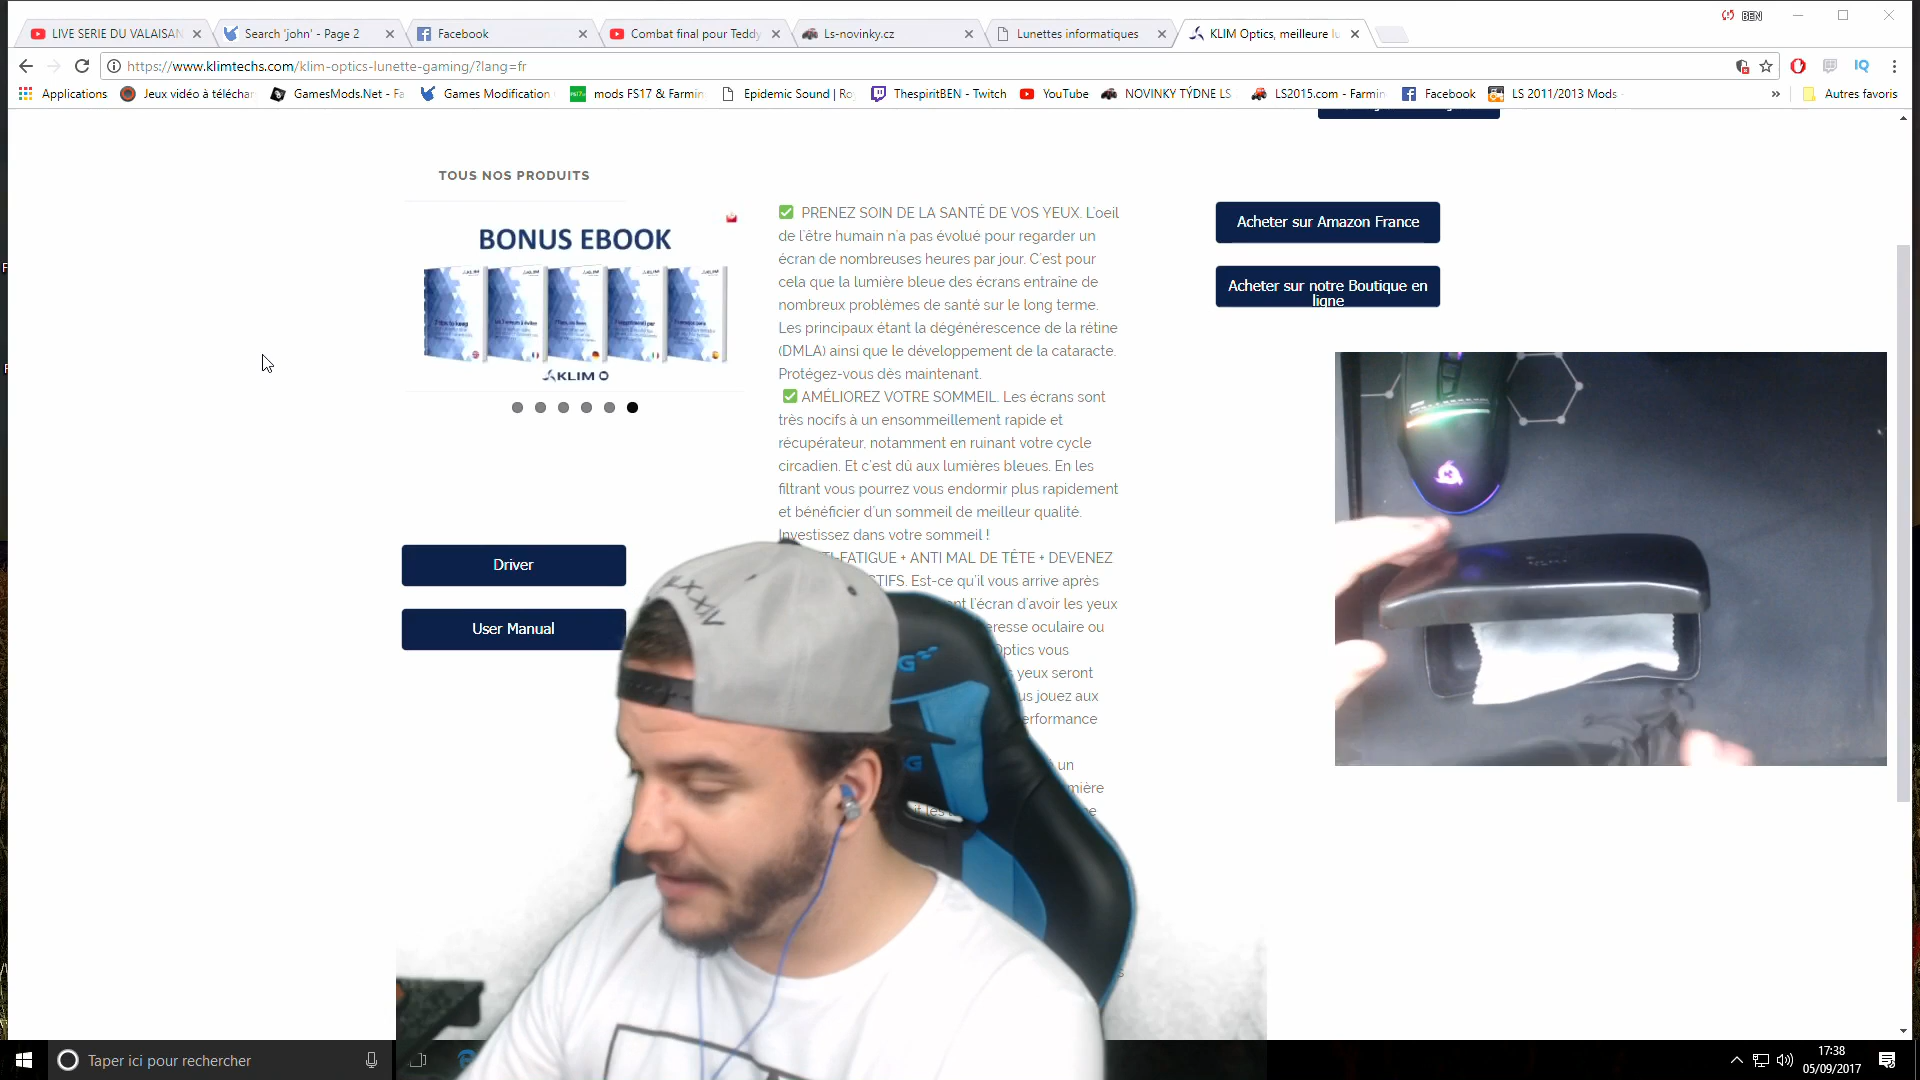 BEN
LIVE SERIE DU VALAISAN
Search 'john' - Page 2
Facebook
Combat final pour Teddy
Ls-novinky.cz
Lunettes informatiques
KLIM Optics, meilleure lu
https://www.klimtechs.com/klim-optics-lunette-gaming/?lang=fr
Applications
Jeux vidéo à téléchar
GamesMods.Net - Fa
Games Modification
mods FS17 & Farmin
Epidemic Sound | Ro
ThespiritBEN - Twitch
YouTube
NOVINKY TÝDNE LS
LS2015.com - Farmin
Facebook
LS 2011/2013 Mods
»
Autres favoris
TOUS NOS PRODUITS
BONUS EBOOK
KLIM
PRENEZ SOIN DE LA SANTÉ DE VOS YEUX. L'oeil
de l'être humain n'a pas évolué pour regarder un
écran de nombreuses heures par jour. C'est pour
cela que la lumière bleue des écrans entraîne de
nombreux problèmes de santé sur le long terme.
Les principaux étant la dégénérescence de la rétine
(DMLA) ainsi que le développement de la cataracte.
Protégez-vous dès maintenant.
AMÉLIOREZ VOTRE SOMMEIL. Les écrans sont
très nocifs à un ensommeillement rapide et
récupérateur, notamment en ruinant votre cycle
circadien. Et c'est dû aux lumières bleues. En les
filtrant vous pourrez vous endormir plus rapidement
et bénéficier d'un sommeil de meilleur qualité.
Investissez dans votre sommeil !
TI-FATIGUE + ANTI MAL DE TÊTE + DEVENEZ
CTIFS. Est-ce qu'il vous arrive après
nt l'écran d'avoir les yeux
eresse oculaire ou
Optics vous
s yeux seront
us jouez aux
erformance
un
mière
Acheter sur Amazon France
Acheter sur notre Boutique en
ligne
Driver
User Manual
Taper ici pour rechercher
17:38
05/09/2017